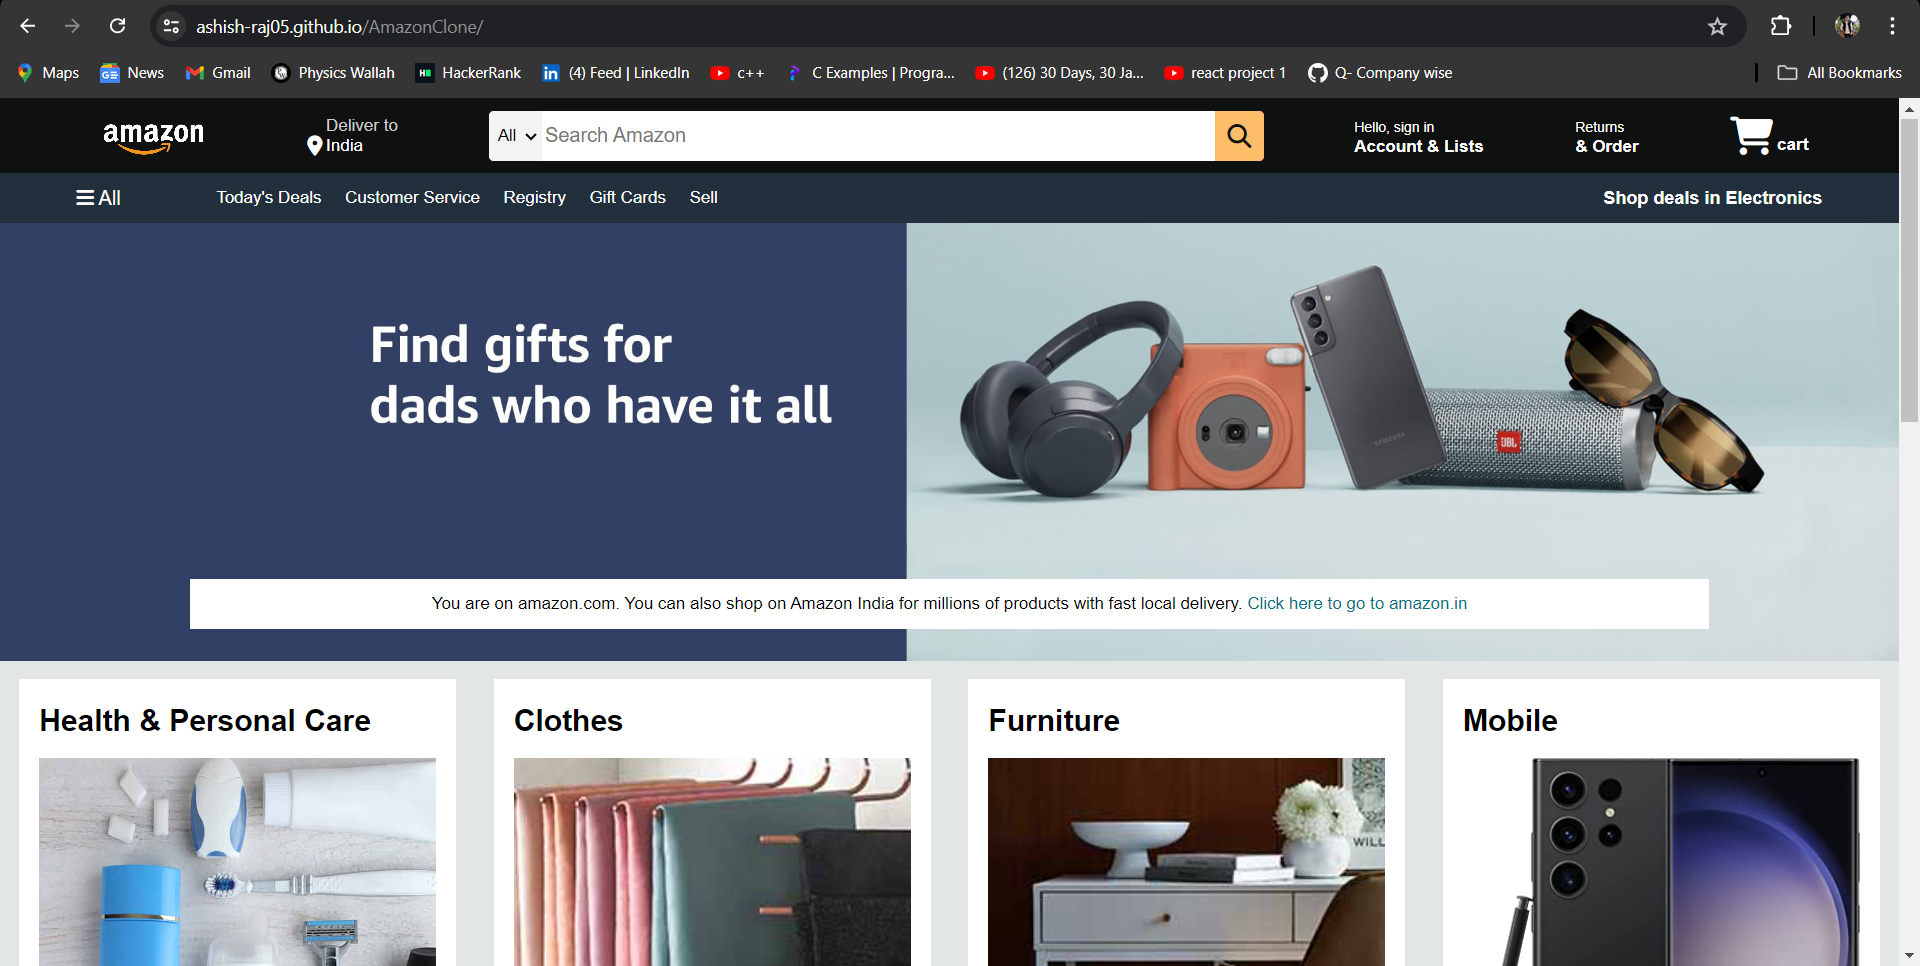 ashish-raj05.github.io/AmazonClone/
Maps
News
Gmail
Physics Wallah
HackerRank
(4) Feed | LinkedIn
c++
C Examples | Progra...
(126) 30 Days, 30 Ja...
react project 1
Q- Company wise
All Bookmarks
amazon
Deliver to
India
All
Search Amazon
Hello, sign in
Account & Lists
Returns
& Order
cart
All
Today's Deals
Customer Service
Registry
Gift Cards
Sell
Shop deals in Electronics
Find gifts for
dads who have it all
SAMSUNG
JBL
You are on amazon.com. You can also shop on Amazon India for millions of products with fast local delivery. Click here to go to amazon.in
Health & Personal Care
Clothes
Furniture
Mobile
WILL